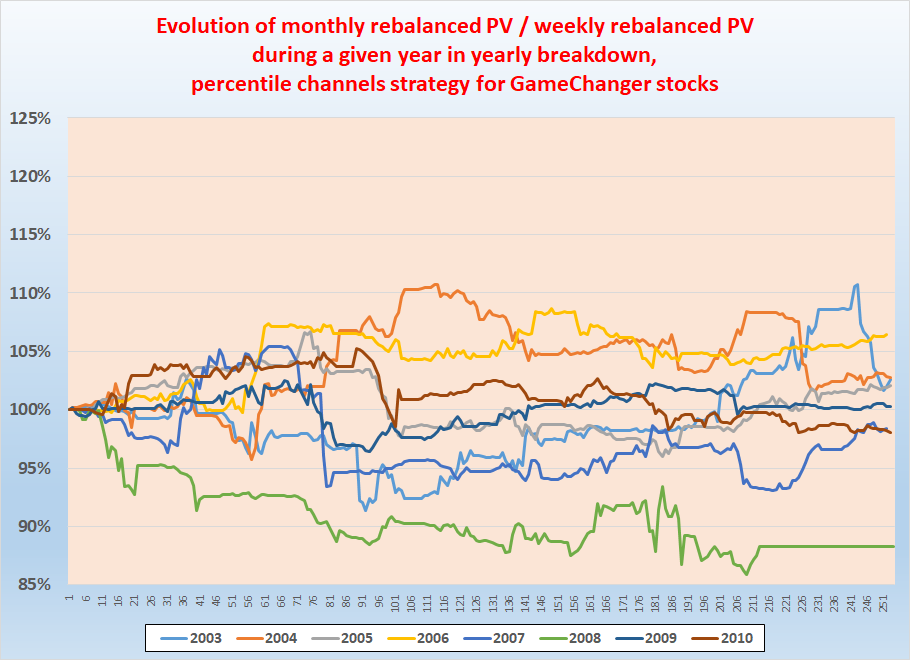 Evolution of monthly rebalanced PV / weekly rebalanced PV
during a given year in yearly breakdown,
percentile channels strategy for GameChanger stocks
125%
120%
115%
110%
105%
100%
95%
90%
85%
1 6 11 16 21 26 31 36 41 46 51 56 61 66 71 76 81 86 91 96 101 106 111 116 121 126 131 136 141 146 151 156 161 166 171 176 181 186 191 196 201 206 211 216 221 226 231 236 241 246 251
2003 2004 2005 2006 2007 2008 2009 2010